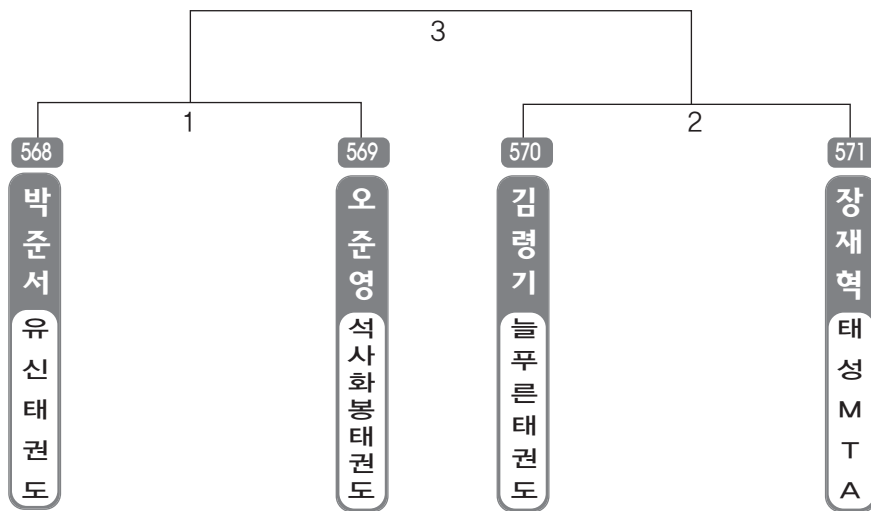 3
1
2
568
569
570
571
박준서
오준영
김령기
장재혁
유신태권도
석사화봉태권도
늘푸른태권도
태성MTA